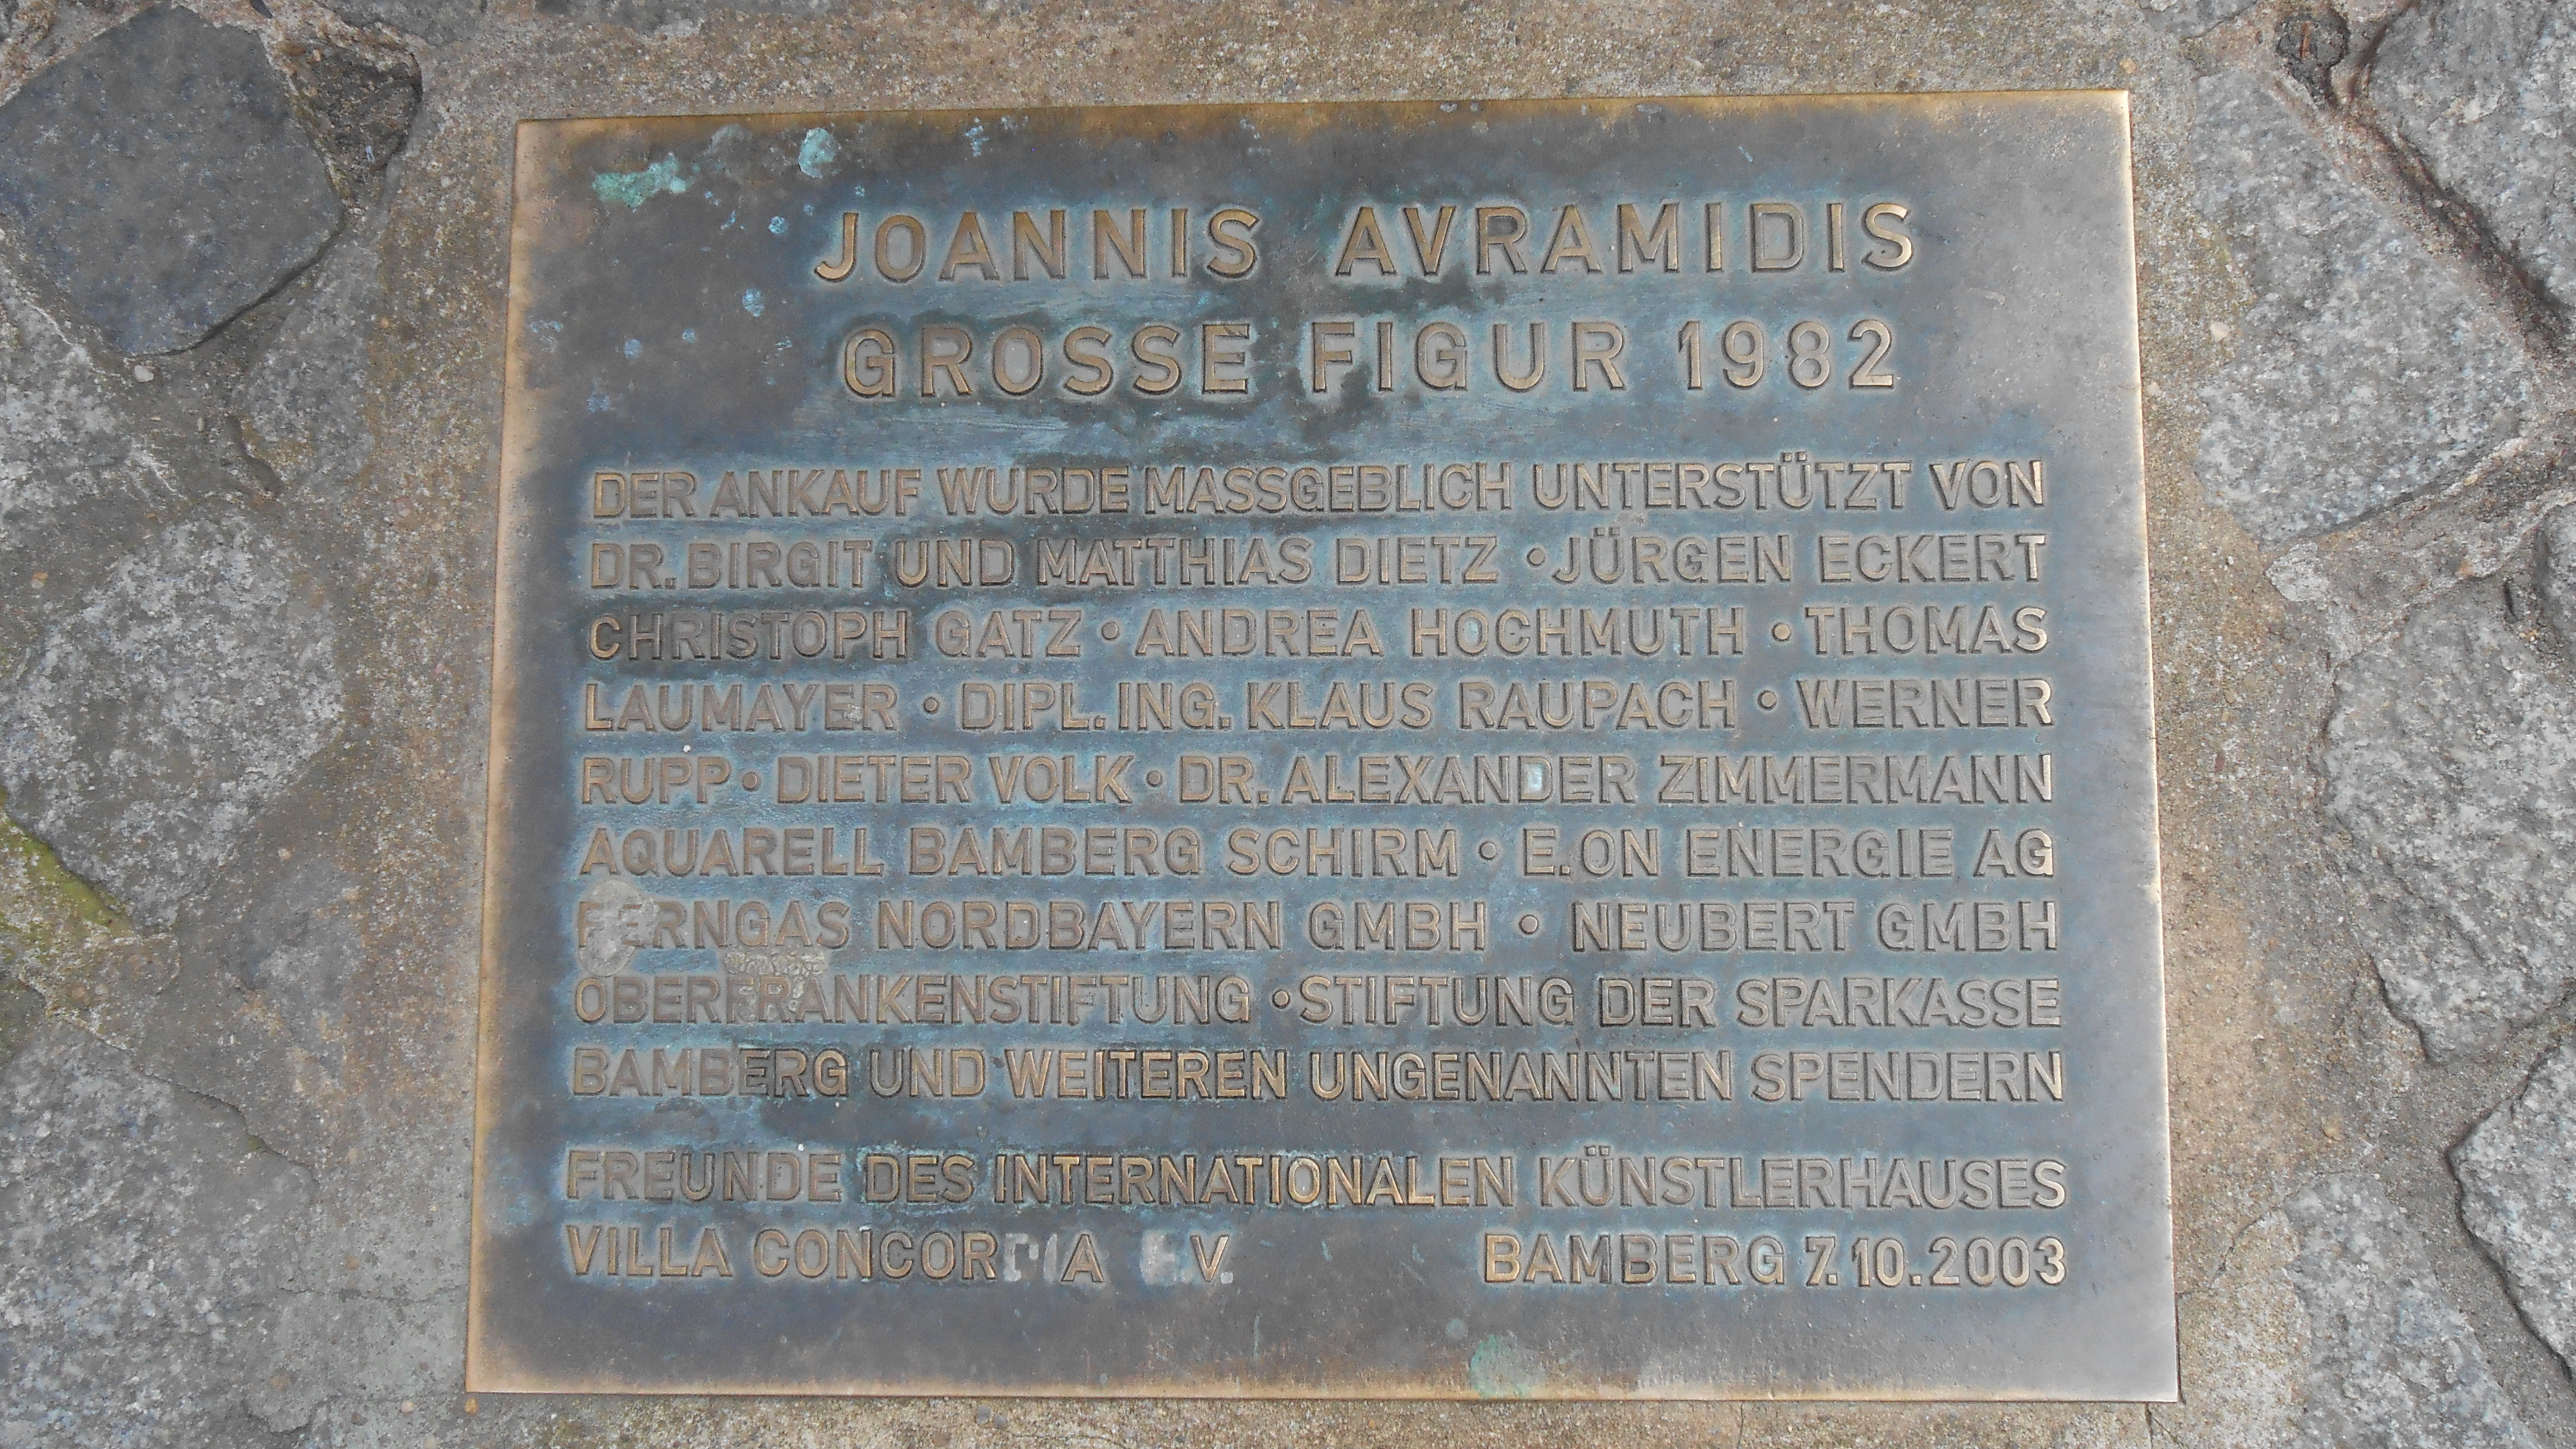 JOANNIS AVRAMIDIS
GROSSE FIGUR 1982
DER ANKAUF WURDE MASSGEBLICH UNTERSTÜTZT VON
DR. BIRGIT UND MATTHIAS DIETZ • JÜRGEN ECKERT
CHRISTOPH GATZ • ANDREA HOCHMUTH • THOMAS
LAUMAYER • DIPL. ING. KLAUS RAUPACH • WERNER
RUPP • DIETER VOLK • DR. ALEXANDER ZIMMERMANN
AQUARELL BAMBERG SCHIRM • E.ON ENERGIE AG
FERNGAS NORDBAYERN GMBH • NEUBERT GMBH
OBERFRANKENSTIFTUNG • STIFTUNG DER SPARKASSE
BAMBERG UND WEITEREN UNGENANNTEN SPENDERN
FREUNDE DES INTERNATIONALEN KÜNSTLERHAUSES
VILLA CONCORDIA E.V. BAMBERG 7.10.2003